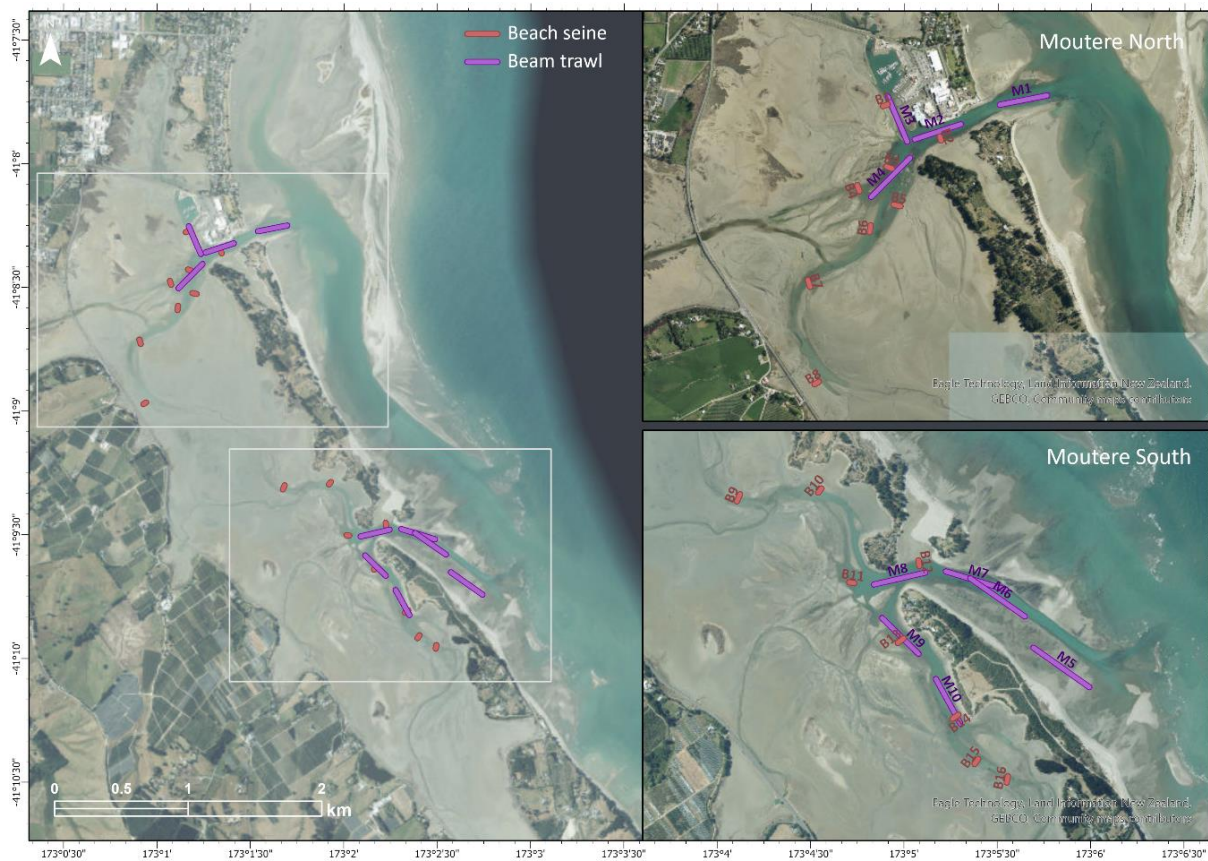 Beach seine
Beam trawl
Moutere North
M1
M2
M3
M4
B5
B6
B7
B8
Eagle Technology, Land Information New Zealand,
GEBCO, Community maps contributors
Moutere South
B9
B10
B11
M8
M7
M6
M9
M5
M10
B14
B15
B16
Eagle Technology, Land Information New Zealand,
GEBCO, Community maps contributors
-41°7'30"
-41°8'
-41°8'30"
-41°9'
-41°9'30"
-41°10'
-41°10'30"
0 0.5 1 2
km
173°0'30" 173°1' 173°1'30" 173°2' 173°2'30" 173°3' 173°3'30" 173°4' 173°4'30" 173°5' 173°5'30" 173°6' 173°6'30"